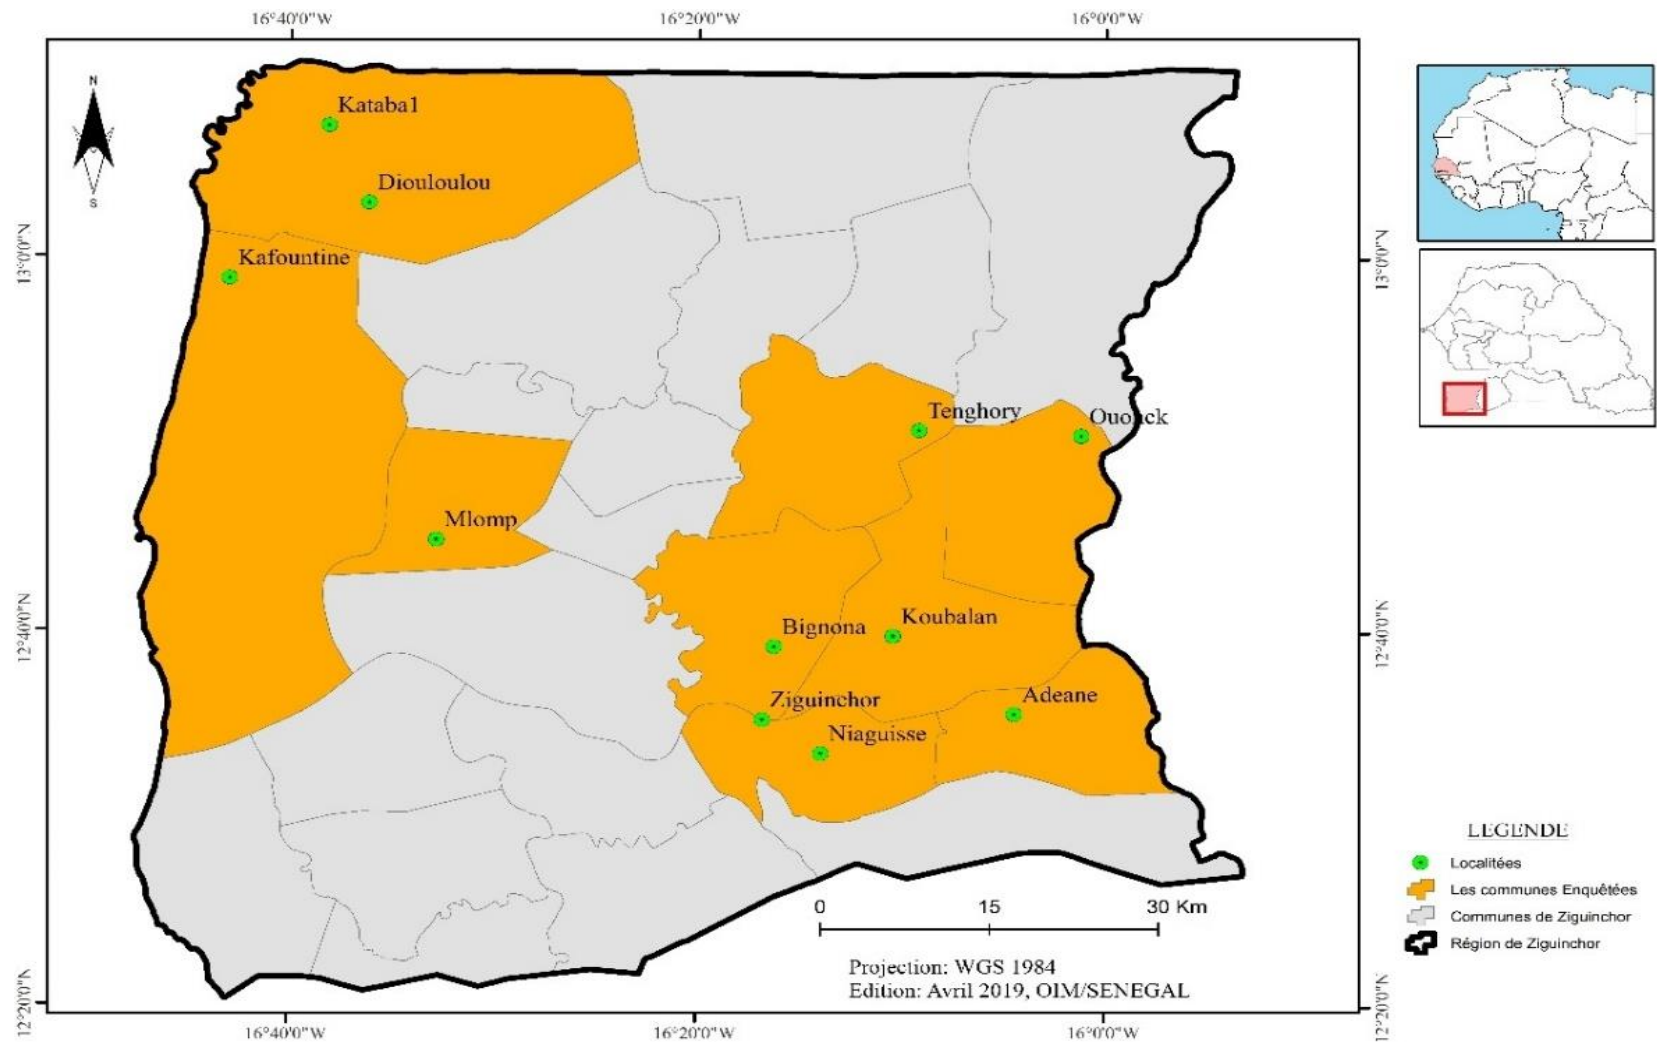 16°40'0"W 16°20'0"W 16°0'0"W
N
S
Kataba1
Diouloulou
Kafountine
13°0'0"N
13°0'0"N
Tenghory
Ouonck
Mlomp
12°40'0"N
12°40'0"N
Bignona
Koubalan
Ziguinchor
Adeane
Niaguisse
LEGENDE
Localitées
Les communes Enquêtées
Communes de Ziguinchor
Région de Ziguinchor
0 15 30 Km
Projection: WGS 1984
Edition: Avril 2019, OIM/SENEGAL
12°20'0"N
12°20'0"N
16°40'0"W 16°20'0"W 16°0'0"W